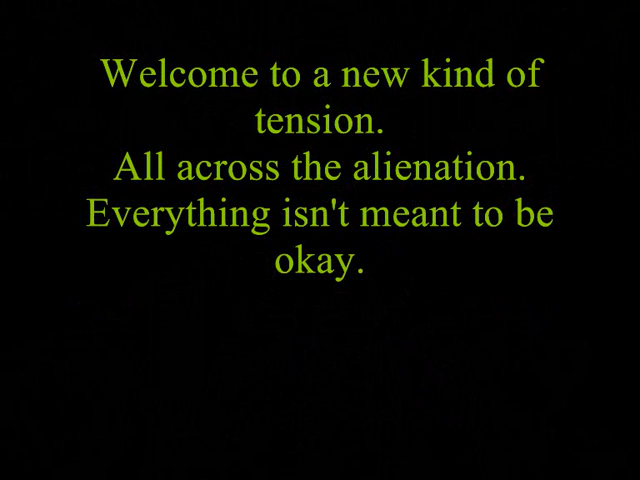 Welcome to a new kind of
tension.
All across the alienation.
Everything isn't meant to be
okay.